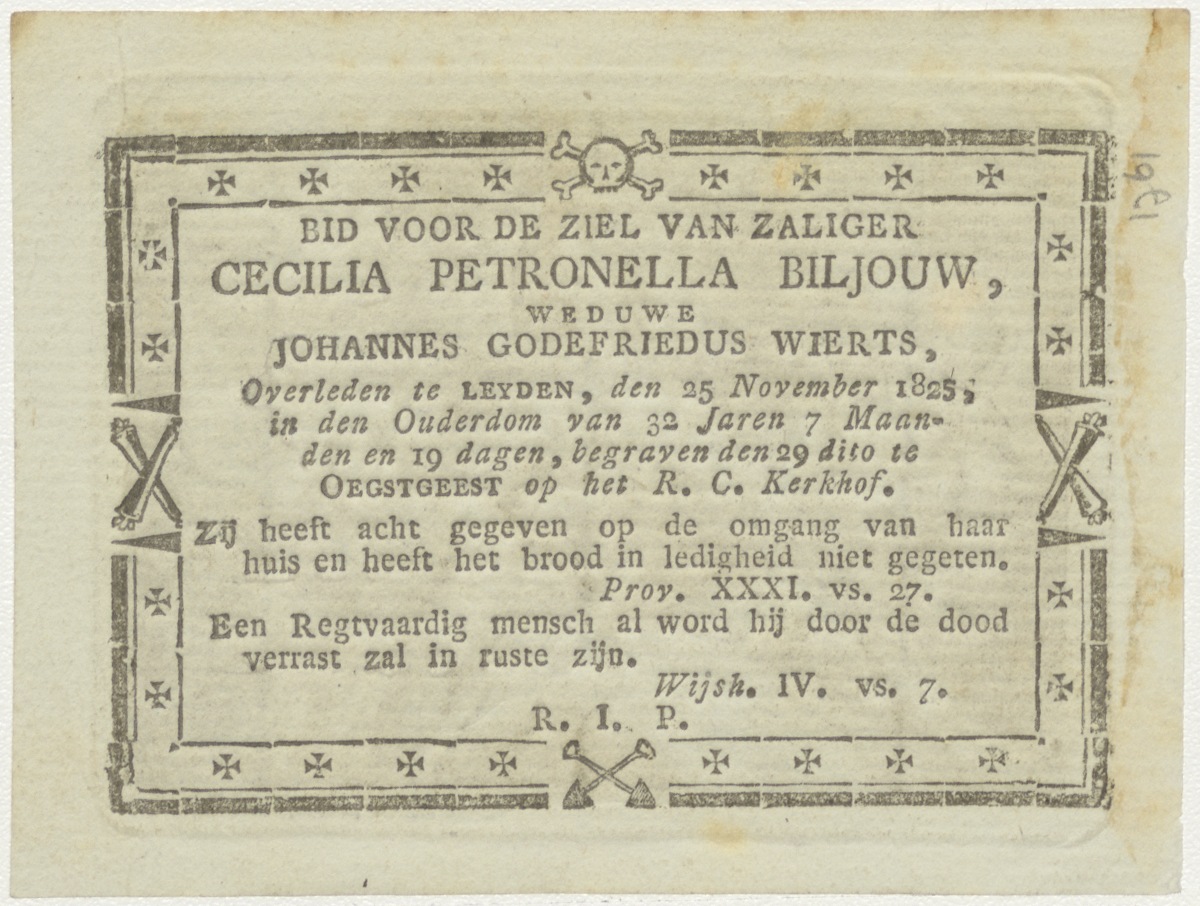 BID VOOR DE ZIEL VAN ZALIGER
CECILIA PETRONELLA BILJOUW,
WEDUWE
JOHANNES GODEFRIEDUS WIERTS,
Overleden te LEYDEN, den 25 November 1825,
in den Ouderdom van 32 Jaren 7 Maan-
den en 19 dagen, begraven den 29 dito te
OEGSTGEEST op het R. C. Kerkhof.
Zij heeft acht gegeven op de omgang van haar
huis en heeft het brood in ledigheid niet gegeten.
Prov. XXXI. vs. 27.
Een Regtvaardig mensch al word hij door de dood
verrast zal in ruste zijn.
Wijsh. IV. vs. 7.
R. I. P.